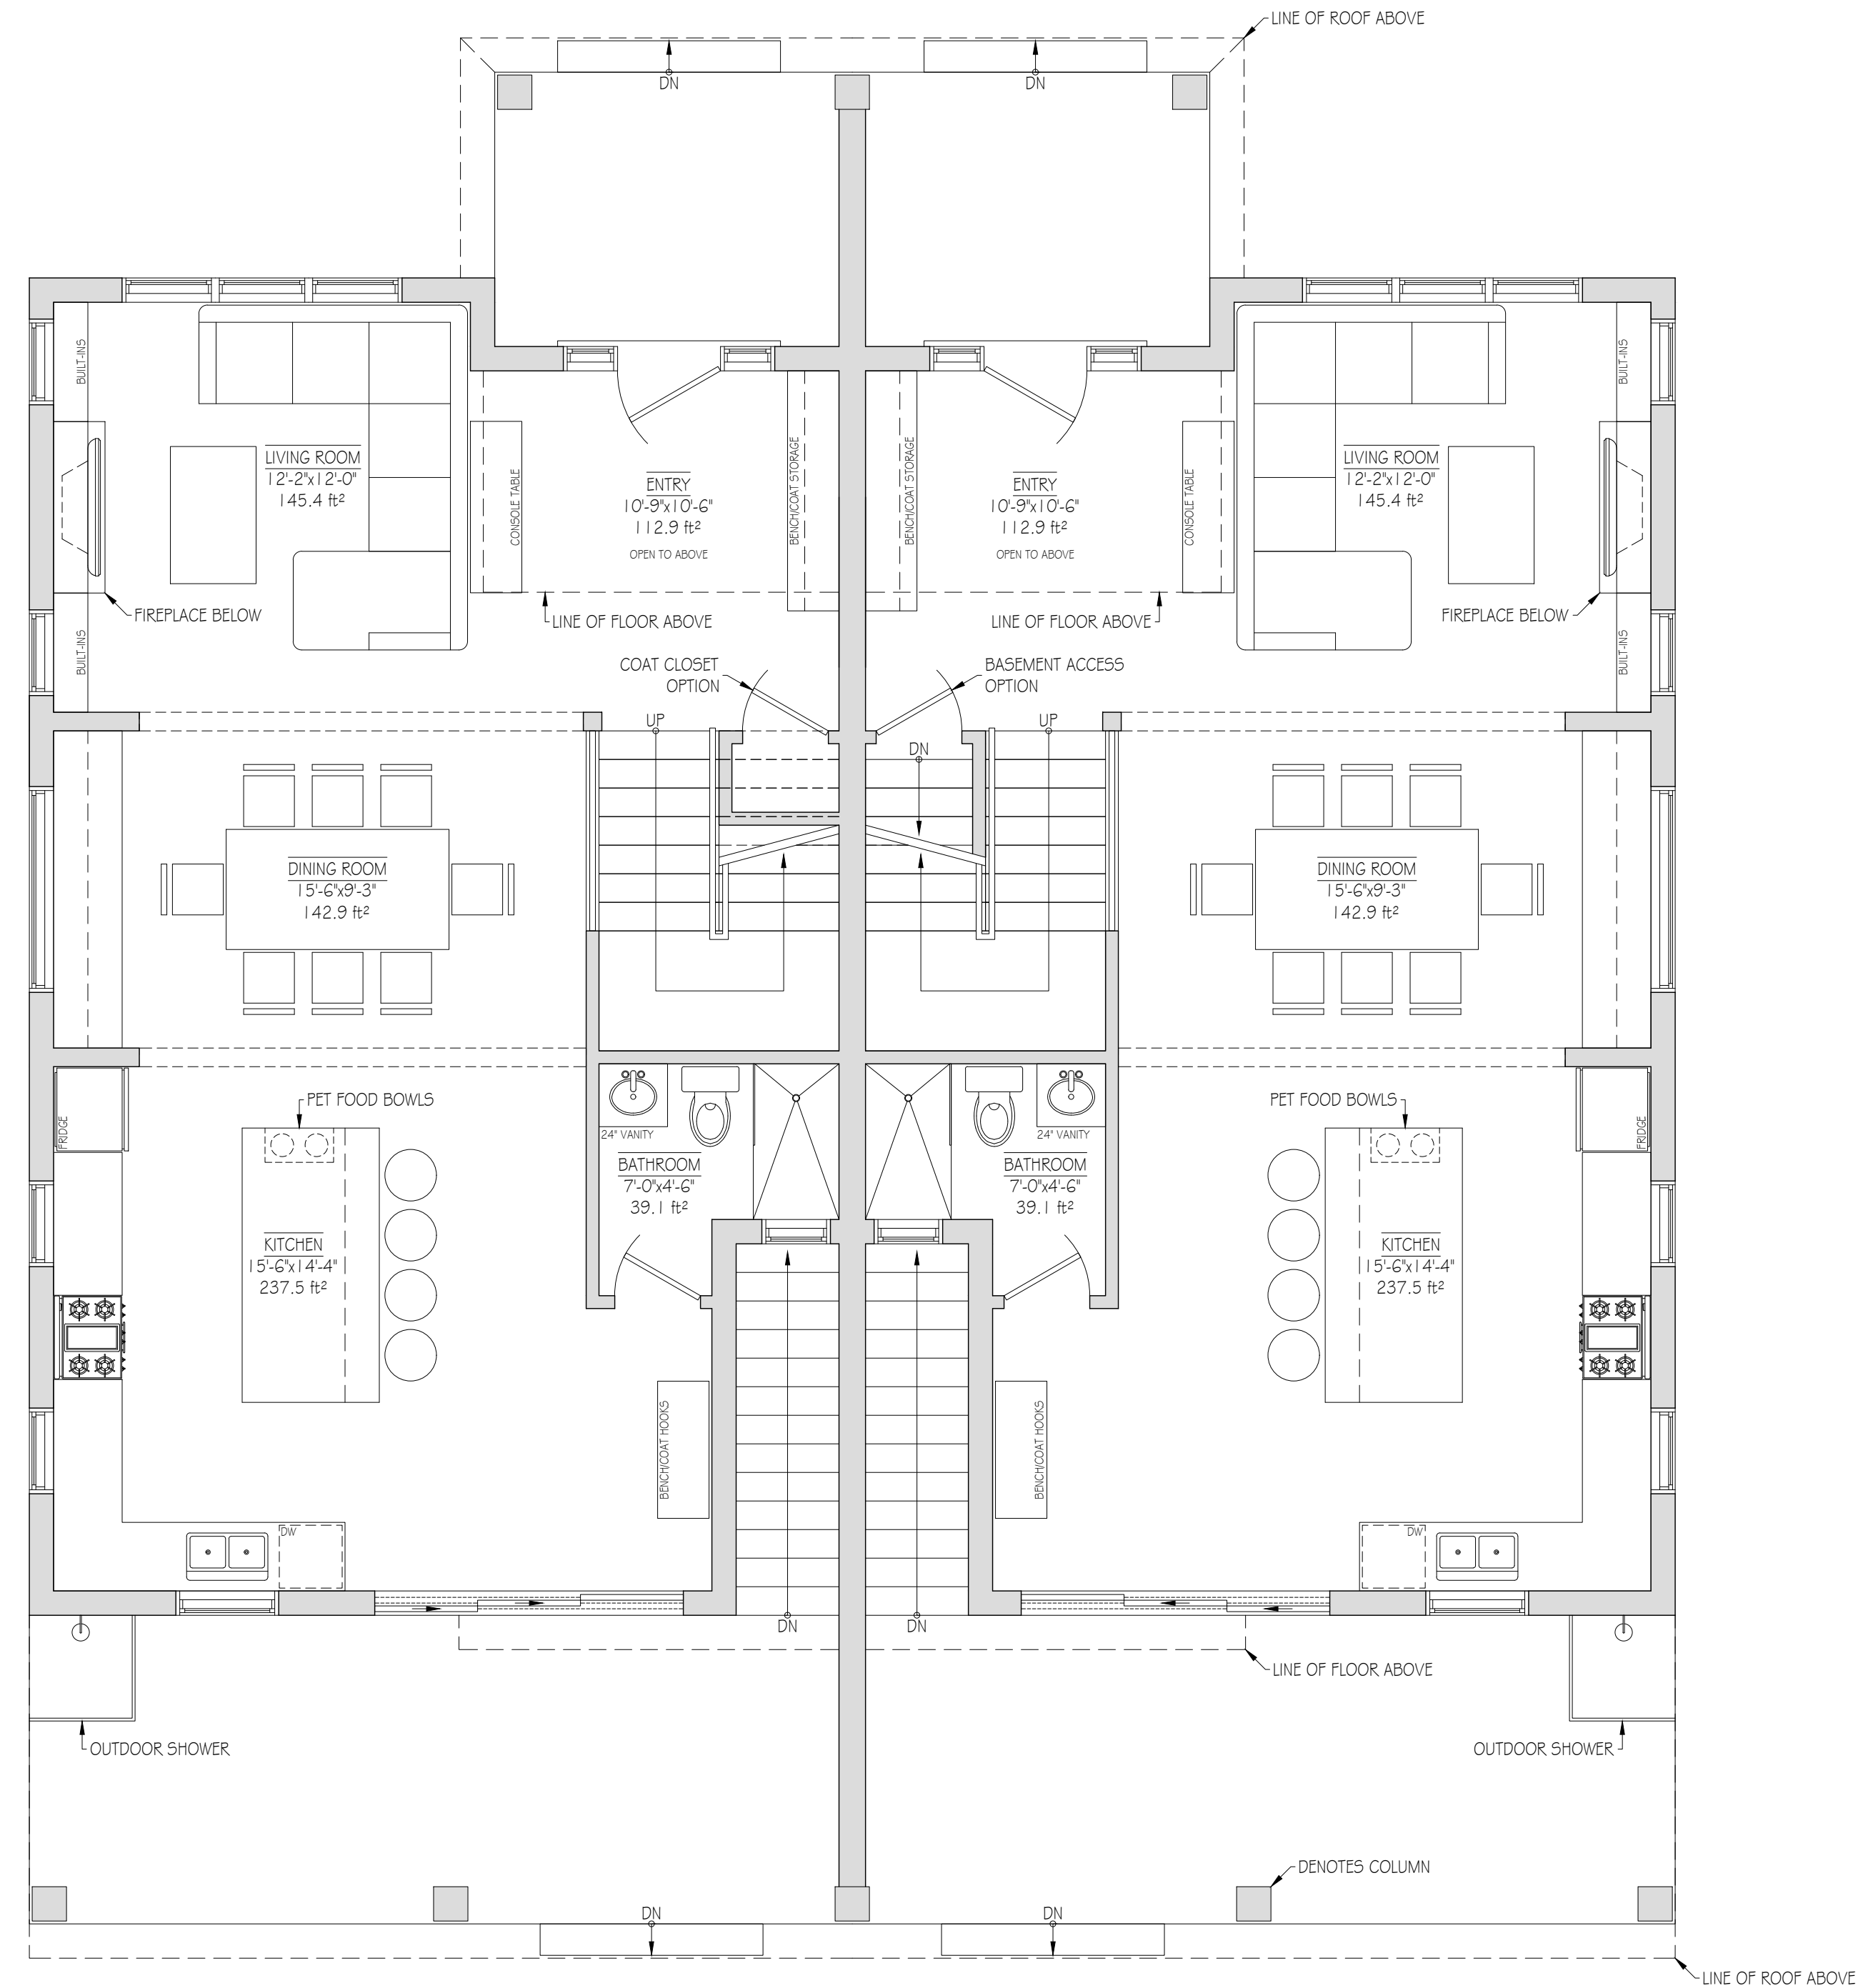 LINE OF ROOF ABOVE
DN
DN
BUILT-INS
BUILT-INS
LIVING ROOM
12'-2"x12'-0"
145.4 ft²
CONSOLE TABLE
ENTRY
10'-9"x10'-6"
112.9 ft²
OPEN TO ABOVE
BENCH/COAT STORAGE
BENCH/COAT STORAGE
ENTRY
10'-9"x10'-6"
112.9 ft²
OPEN TO ABOVE
CONSOLE TABLE
LIVING ROOM
12'-2"x12'-0"
145.4 ft²
FIREPLACE BELOW
LINE OF FLOOR ABOVE
LINE OF FLOOR ABOVE
FIREPLACE BELOW
BUILT-INS
BUILT-INS
COAT CLOSET
OPTION
BASEMENT ACCESS
OPTION
UP
DN
UP
DINING ROOM
15'-6"x9'-3"
142.9 ft²
DINING ROOM
15'-6"x9'-3"
142.9 ft²
PET FOOD BOWLS
PET FOOD BOWLS
FRIDGE
24" VANITY
24" VANITY
FRIDGE
BATHROOM
7'-0"x4'-6"
39.1 ft²
BATHROOM
7'-0"x4'-6"
39.1 ft²
KITCHEN
15'-6"x14'-4"
237.5 ft²
KITCHEN
15'-6"x14'-4"
237.5 ft²
BENCH/COAT HOOKS
BENCH/COAT HOOKS
DW
DW
DN
DN
LINE OF FLOOR ABOVE
OUTDOOR SHOWER
OUTDOOR SHOWER
DENOTES COLUMN
DN
DN
LINE OF ROOF ABOVE